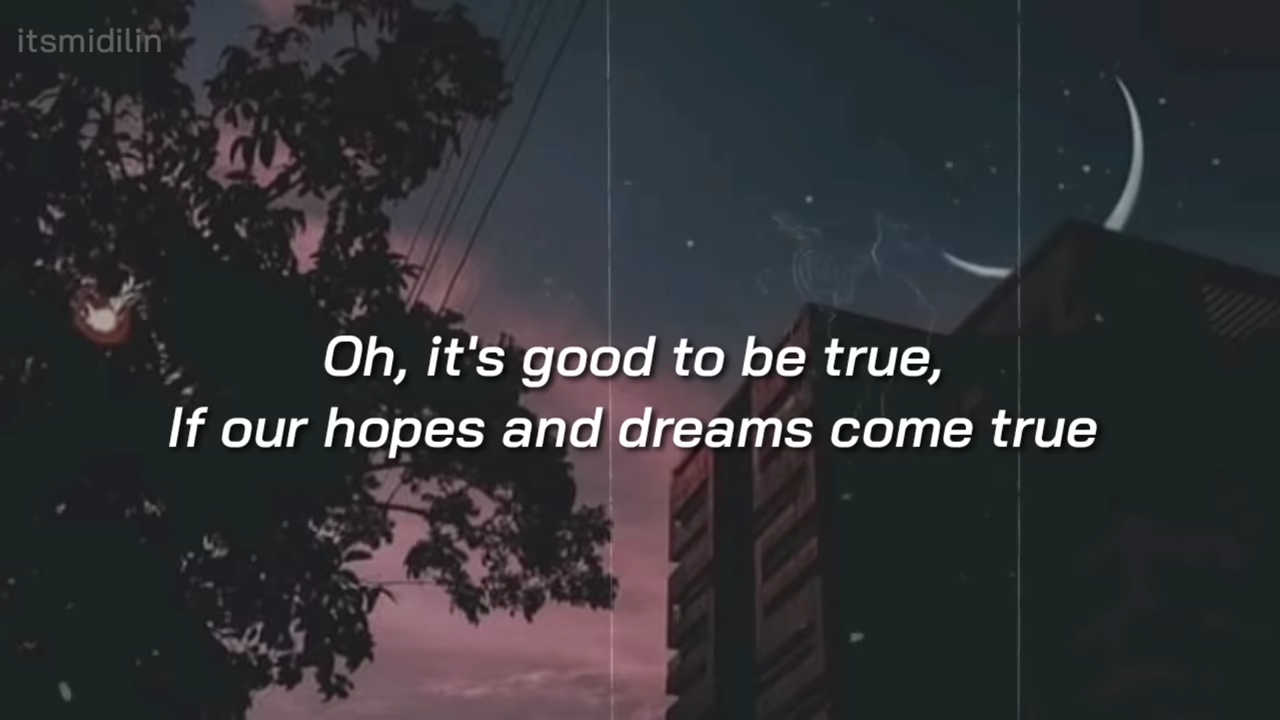 itsmidilin
Oh, it's good to be true,
If our hopes and dreams come true